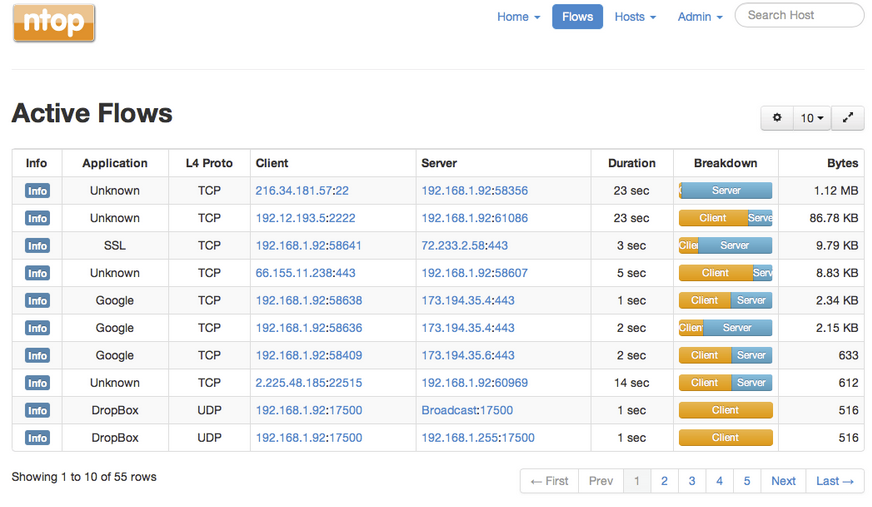 ntop
Home Flows Hosts Admin Search Host
Active Flows
10
Info Application L4 Proto Client Server Duration Breakdown Bytes
Info Unknown TCP 216.34.181.57:22 192.168.1.92:58356 23 sec Server 1.12 MB
Info Unknown TCP 192.12.193.5:2222 192.168.1.92:61086 23 sec Client Serve 86.78 KB
Info SSL TCP 192.168.1.92:58641 72.233.2.58:443 3 sec Clie Server 9.79 KB
Info Unknown TCP 66.155.11.238:443 192.168.1.92:58607 5 sec Client Serv 8.83 KB
Info Google TCP 192.168.1.92:58638 173.194.35.4:443 1 sec Client Server 2.34 KB
Info Google TCP 192.168.1.92:58636 173.194.35.4:443 2 sec Client Server 2.15 KB
Info Google TCP 192.168.1.92:58409 173.194.35.6:443 2 sec Client Server 633
Info Unknown TCP 2.225.48.185:22515 192.168.1.92:60969 14 sec Client Server 612
Info DropBox UDP 192.168.1.92:17500 Broadcast:17500 1 sec Client 516
Info DropBox UDP 192.168.1.92:17500 192.168.1.255:17500 1 sec Client 516
Showing 1 to 10 of 55 rows ← First Prev 1 2 3 4 5 Next Last →